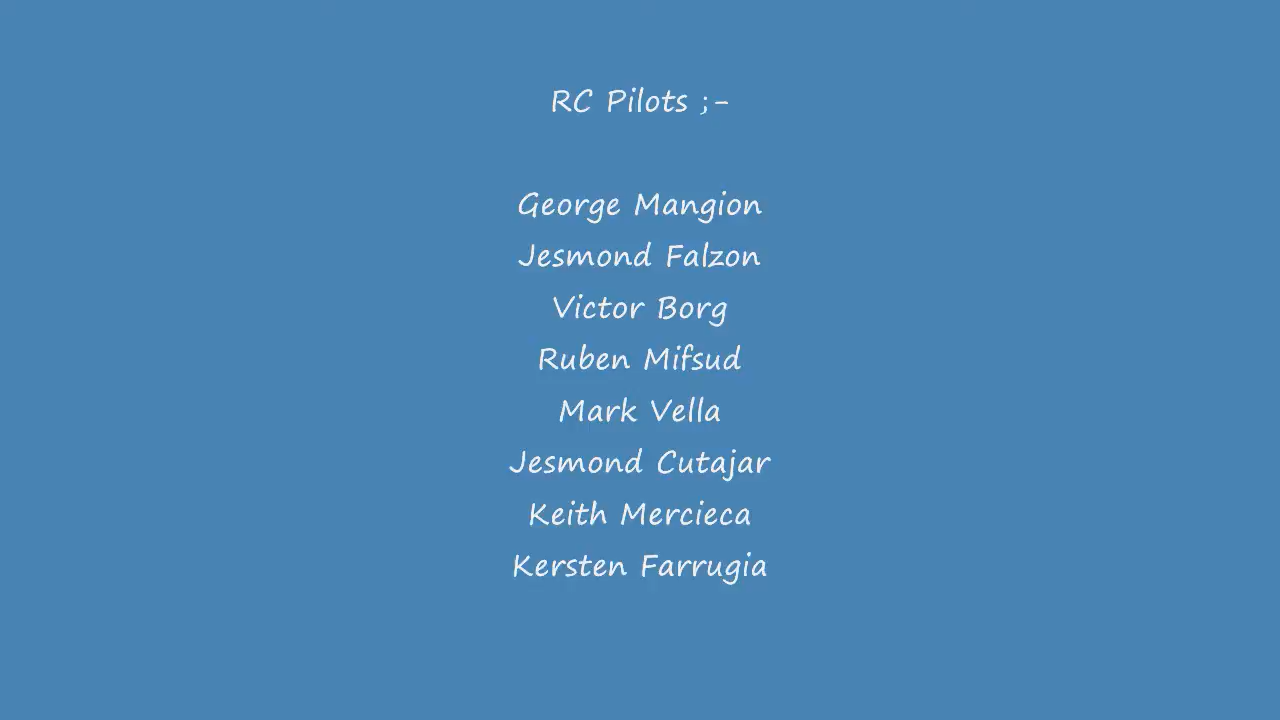 RC Pilots ;-
George Mangion
Jesmond Falzon
Victor Borg
Ruben Mifsud
Mark Vella
Jesmond Cutajar
Keith Mercieca
Kersten Farrugia